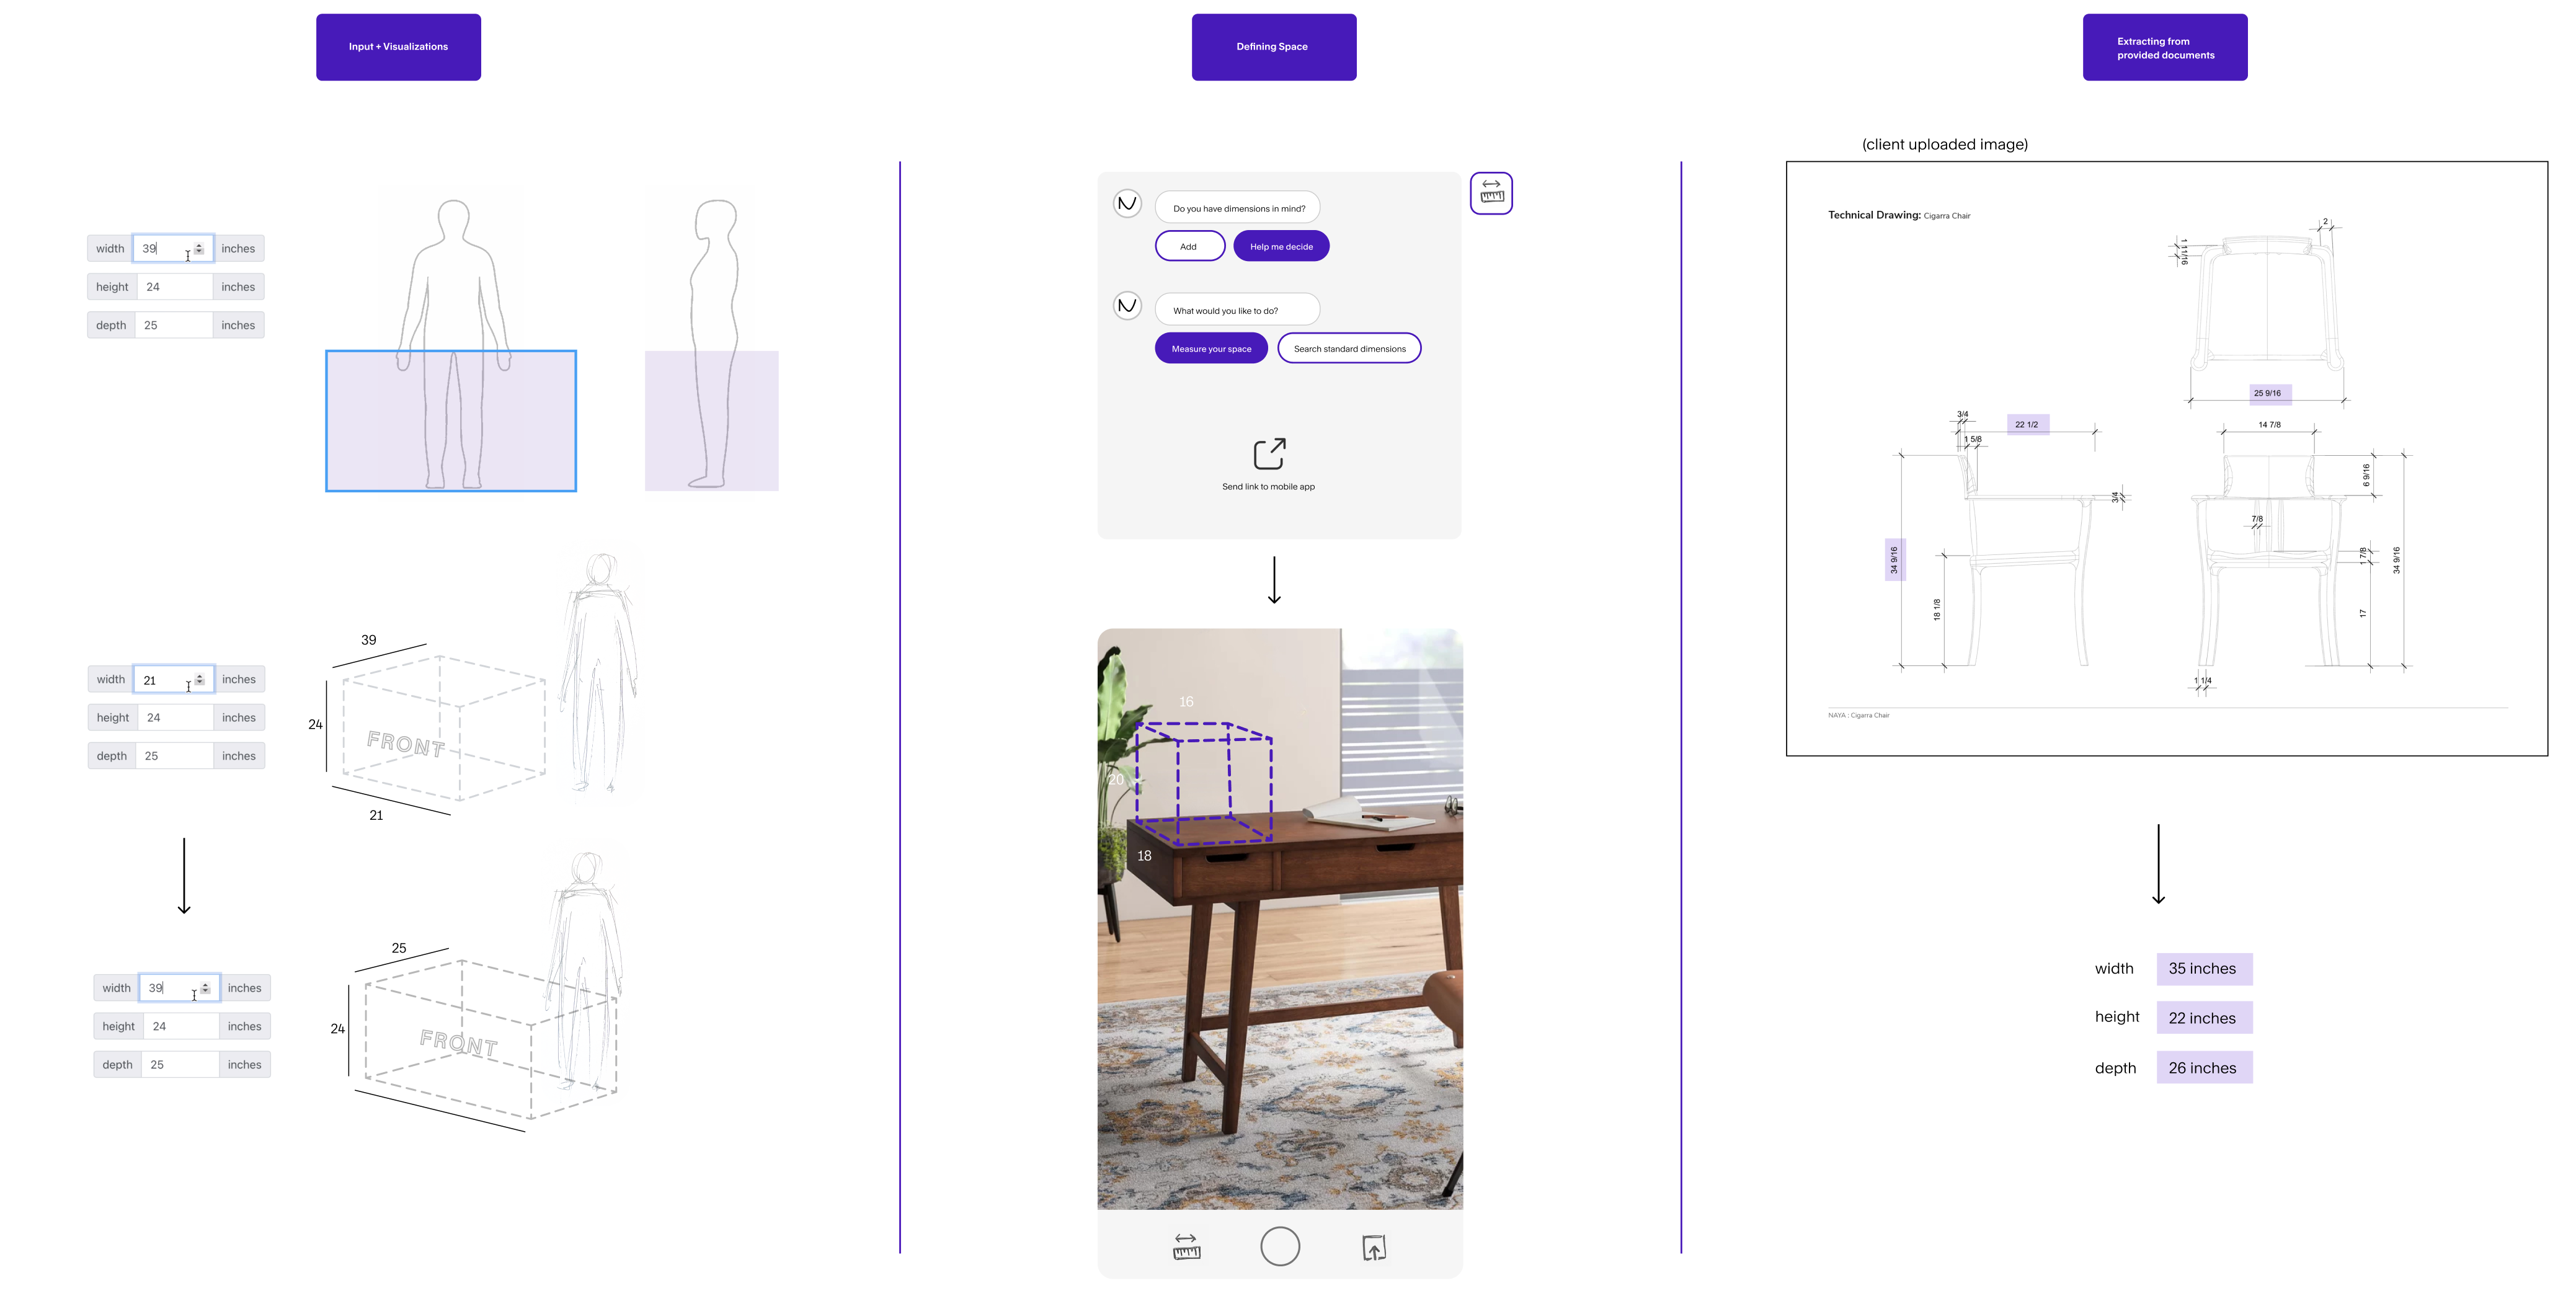 Input + Visualizations
width 39 inches
height 24 inches
depth 25 inches
39
24
FRONT
21
width 21 inches
height 24 inches
depth 25 inches
25
24
FRONT
width 39 inches
height 24 inches
depth 25 inches
Defining Space
Do you have dimensions in mind?
Add Help me decide
What would you like to do?
Measure your space Search standard dimensions
Send link to mobile app
16
20
18
Extracting from
provided documents
(client uploaded image)
Technical Drawing: Cigarra Chair
2
1 11/16
25 9/16
3/4
22 1/2
1 5/8
14 7/8
6 9/16
3/4
7/8
34 9/16
1 7/8
34 9/16
18 1/8
17
1 1/4
NAYA : Cigarra Chair
width 35 inches
height 22 inches
depth 26 inches